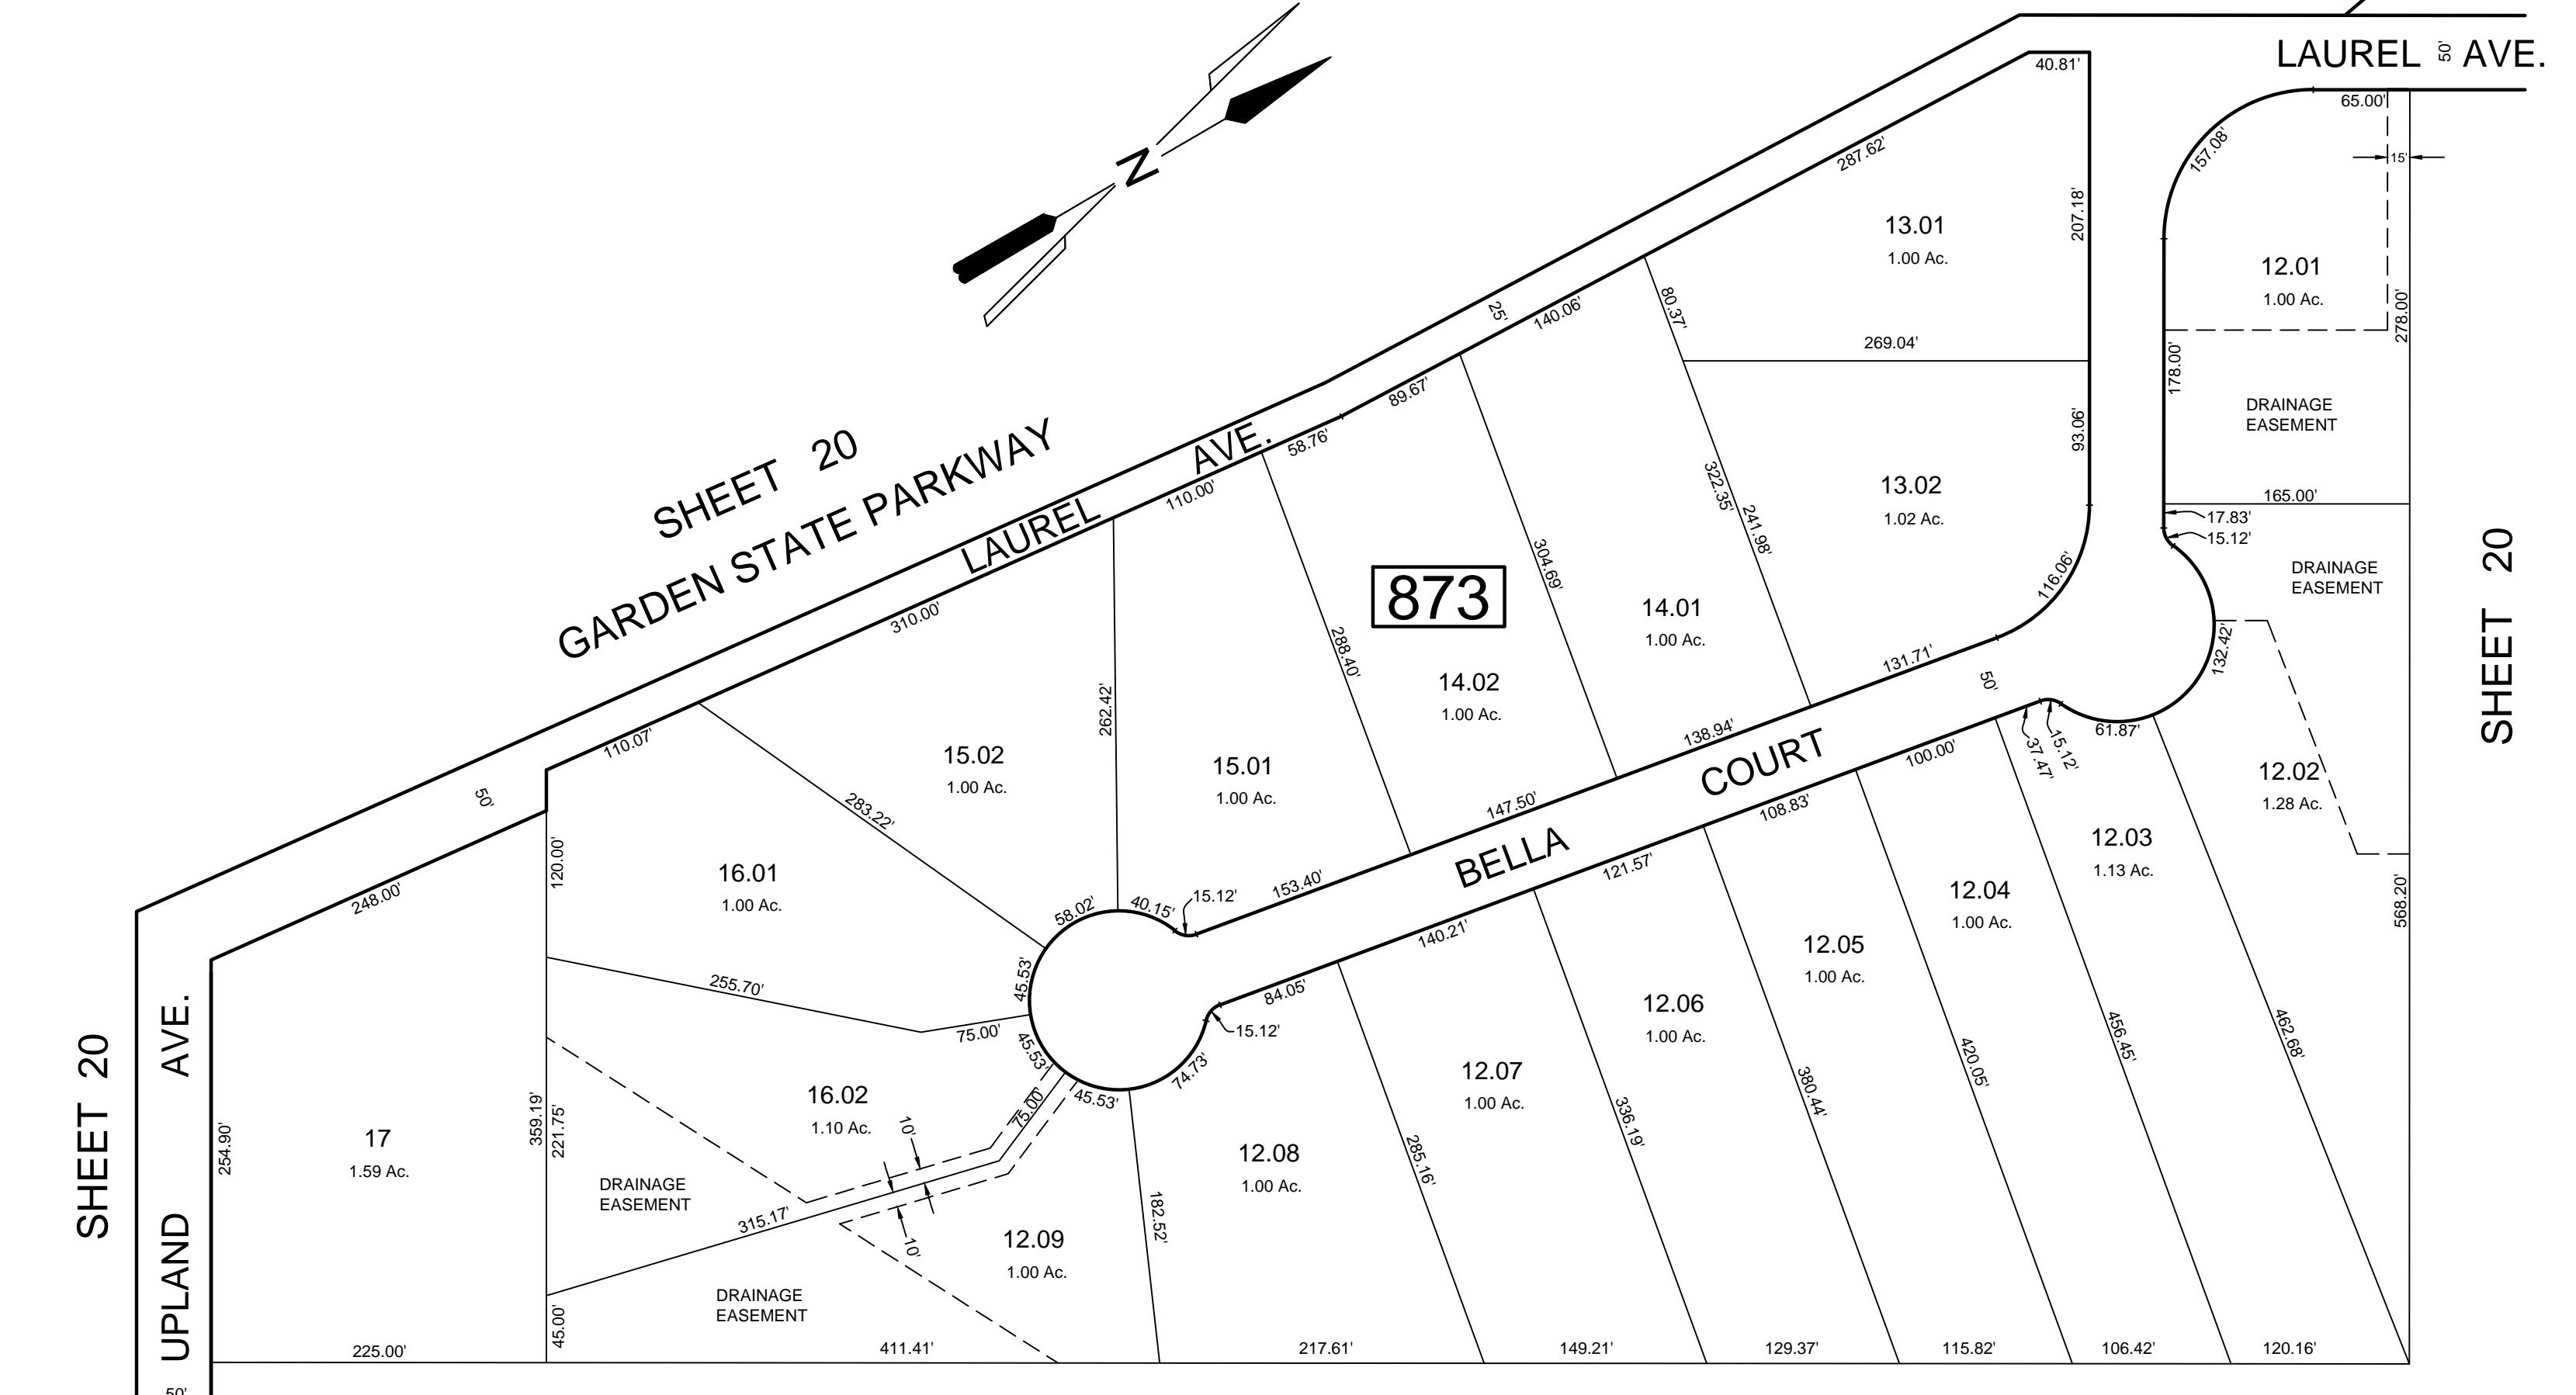 LAUREL 50' AVE.
40.81'
65.00'
157.08'
15'
287.62'
N
207.18'
13.01
1.00 Ac.
12.01
1.00 Ac.
278.00'
25'
140.06'
80.37'
269.04'
178.00'
89.67'
DRAINAGE
EASEMENT
93.06'
SHEET 20
GARDEN STATE PARKWAY
LAUREL AVE.
58.76'
110.00'
322.35'
241.98'
13.02
1.02 Ac.
165.00'
17.83'
15.12'
304.69'
873
116.06'
DRAINAGE
EASEMENT
SHEET 20
310.00'
288.40'
14.01
1.00 Ac.
132.42'
131.71'
50'
14.02
1.00 Ac.
262.42'
110.07'
15.02
1.00 Ac.
15.01
1.00 Ac.
138.94'
61.87'
15.12'
37.47'
100.00'
12.02
1.28 Ac.
50'
283.22'
147.50'
BELLA COURT
108.83'
12.03
1.13 Ac.
120.00'
16.01
1.00 Ac.
248.00'
153.40'
15.12'
40.15'
58.02'
121.57'
12.04
1.00 Ac.
568.20'
140.21'
12.05
1.00 Ac.
255.70'
45.53'
84.05'
12.06
1.00 Ac.
75.00'
45.53'
15.12'
74.73'
45.53'
75.00'
12.07
1.00 Ac.
456.45'
462.68'
420.05'
380.44'
336.19'
285.16'
SHEET 20
UPLAND AVE.
50'
254.90'
17
1.59 Ac.
359.19'
221.75'
16.02
1.10 Ac.
10'
12.08
1.00 Ac.
DRAINAGE
EASEMENT
315.17'
10'
182.52'
12.09
1.00 Ac.
DRAINAGE
EASEMENT
45.00'
225.00'
411.41'
217.61'
149.21'
129.37'
115.82'
106.42'
120.16'